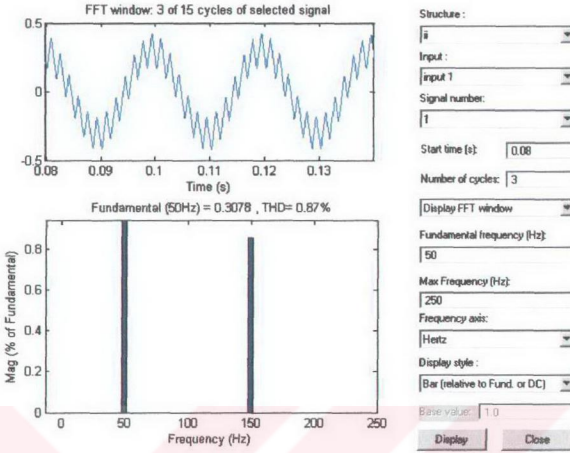 FFT window: 3 of 15 cycles of selected signal
0.5
0
-0.5
0.08 0.09 0.1 0.11 0.12 0.13
Time (s)
Fundamental (50Hz) = 0.3078 , THD= 0.87%
Mag (% of Fundamental)
0.8
0.6
0.4
0.2
0
0 50 100 150 200 250
Frequency (Hz)
Structure :
ii
Input :
input 1
Signal number:
1
Start time (s): 0.08
Number of cycles: 3
Display FFT window
Fundamental frequency (Hz):
50
Max Frequency (Hz):
250
Frequency axis:
Hertz
Display style :
Bar (relative to Fund. or DC)
Base value: 1.0
Display Close